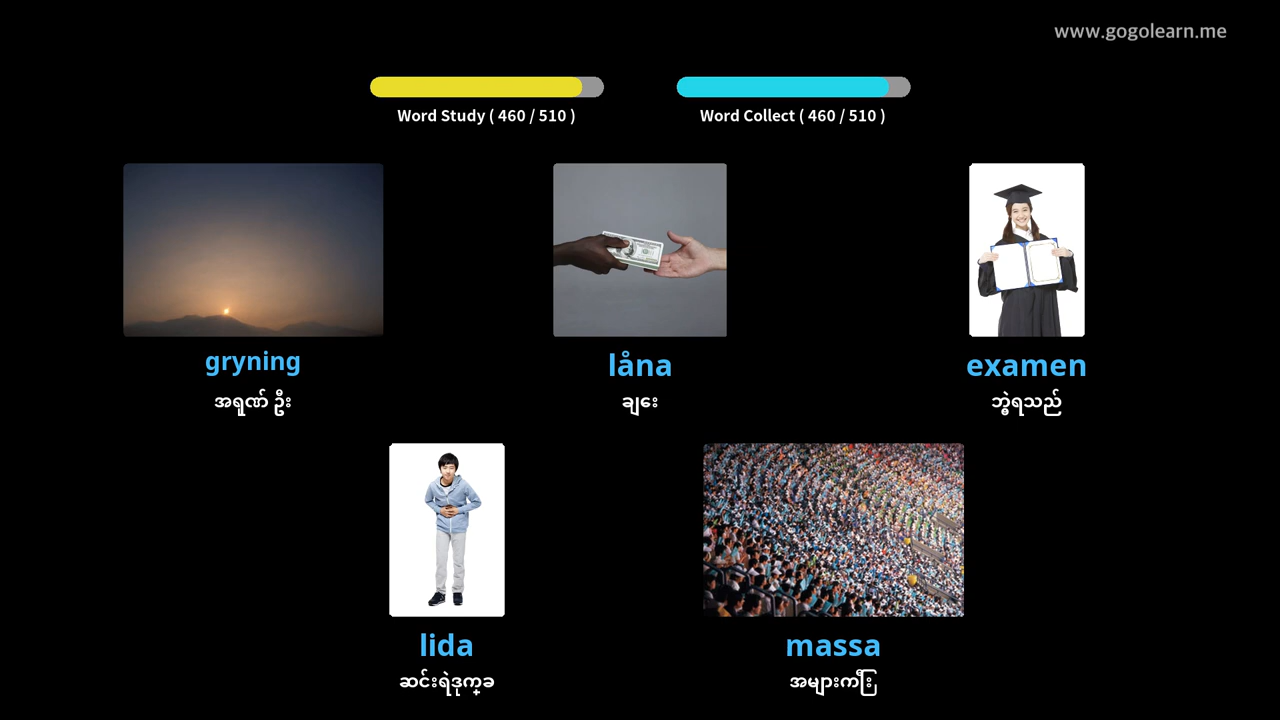 www.gogolearn.me
Word Study ( 460 / 510 )
Word Collect ( 460 / 510 )
gryning
အရုဏ် ဦး
låna
ချေး
examen
ဘွဲ့ရသည်
lida
ဆင်းရဲဒုက္ခ
massa
အများကြီး